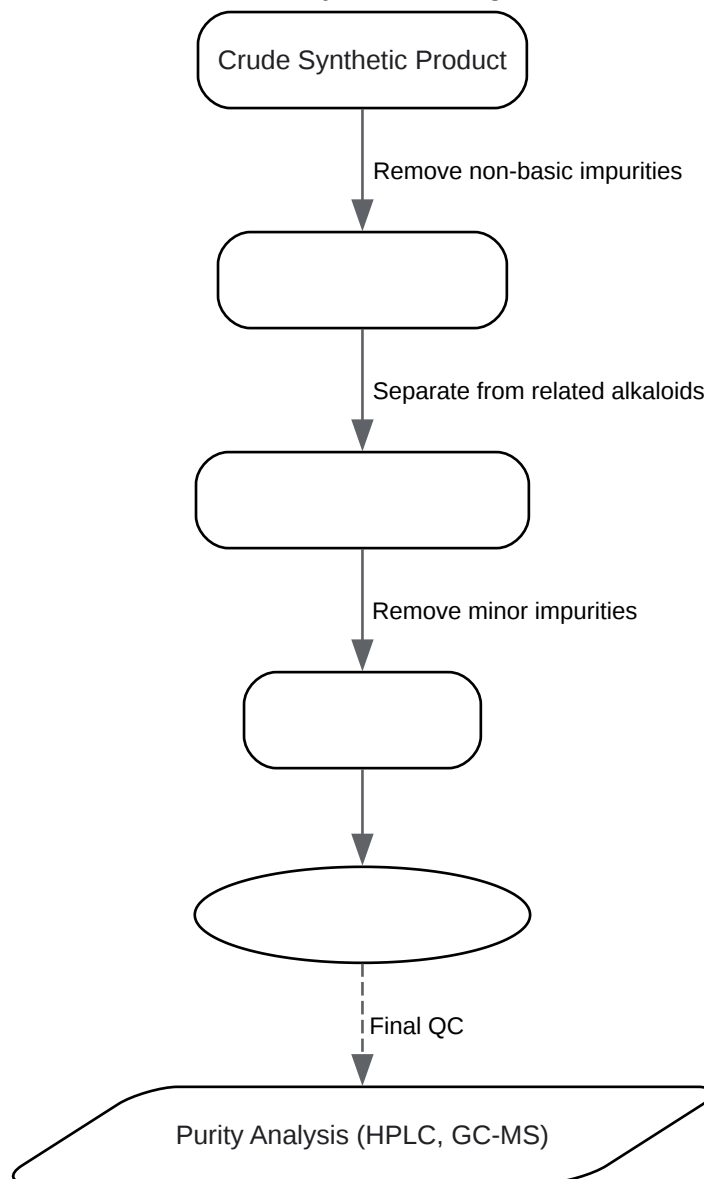 Crude Synthetic Product
Remove non-basic impurities
Separate from related alkaloids
Remove minor impurities
Final QC
Purity Analysis (HPLC, GC-MS)